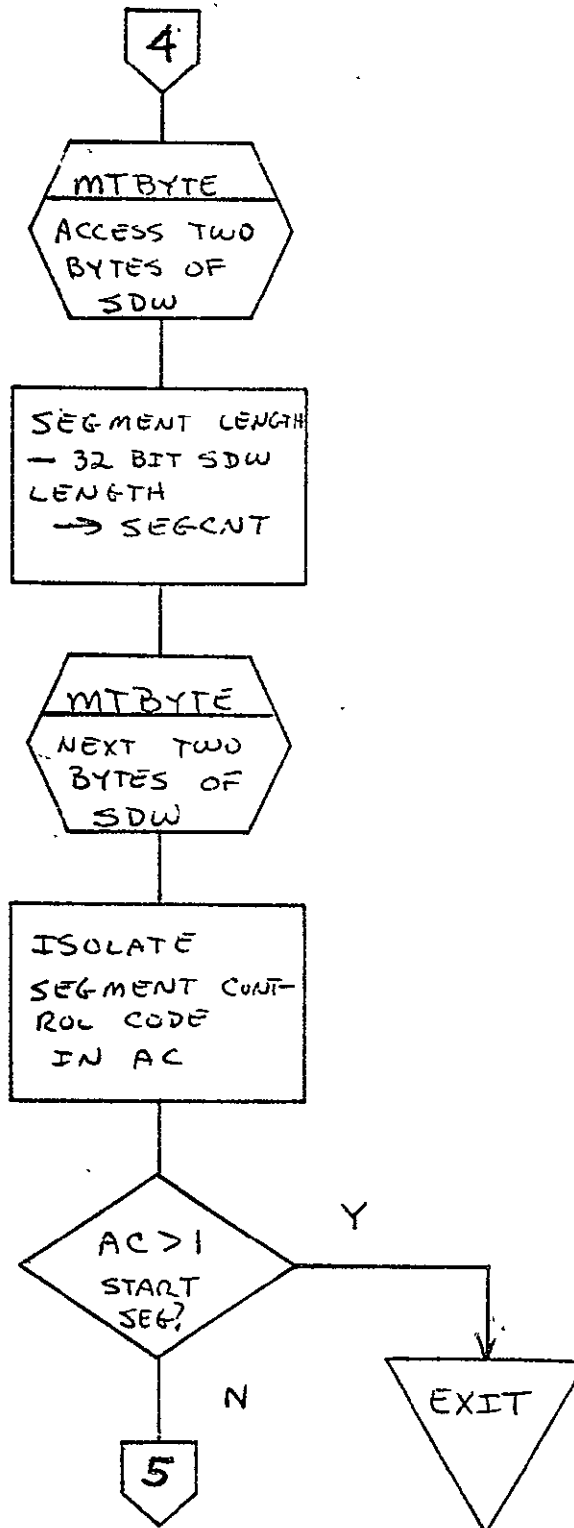 4
MTBYTE
ACCESS TWO
BYTES OF
SDW
SEGMENT LENGTH
— 32 BIT SDW
LENGTH
→ SEGCNT
MTBYTE
NEXT TWO
BYTES OF
SDW
ISOLATE
SEGMENT CONT-
ROL CODE
IN AC
AC > 1
START
SEG?
Y
N
EXIT
5